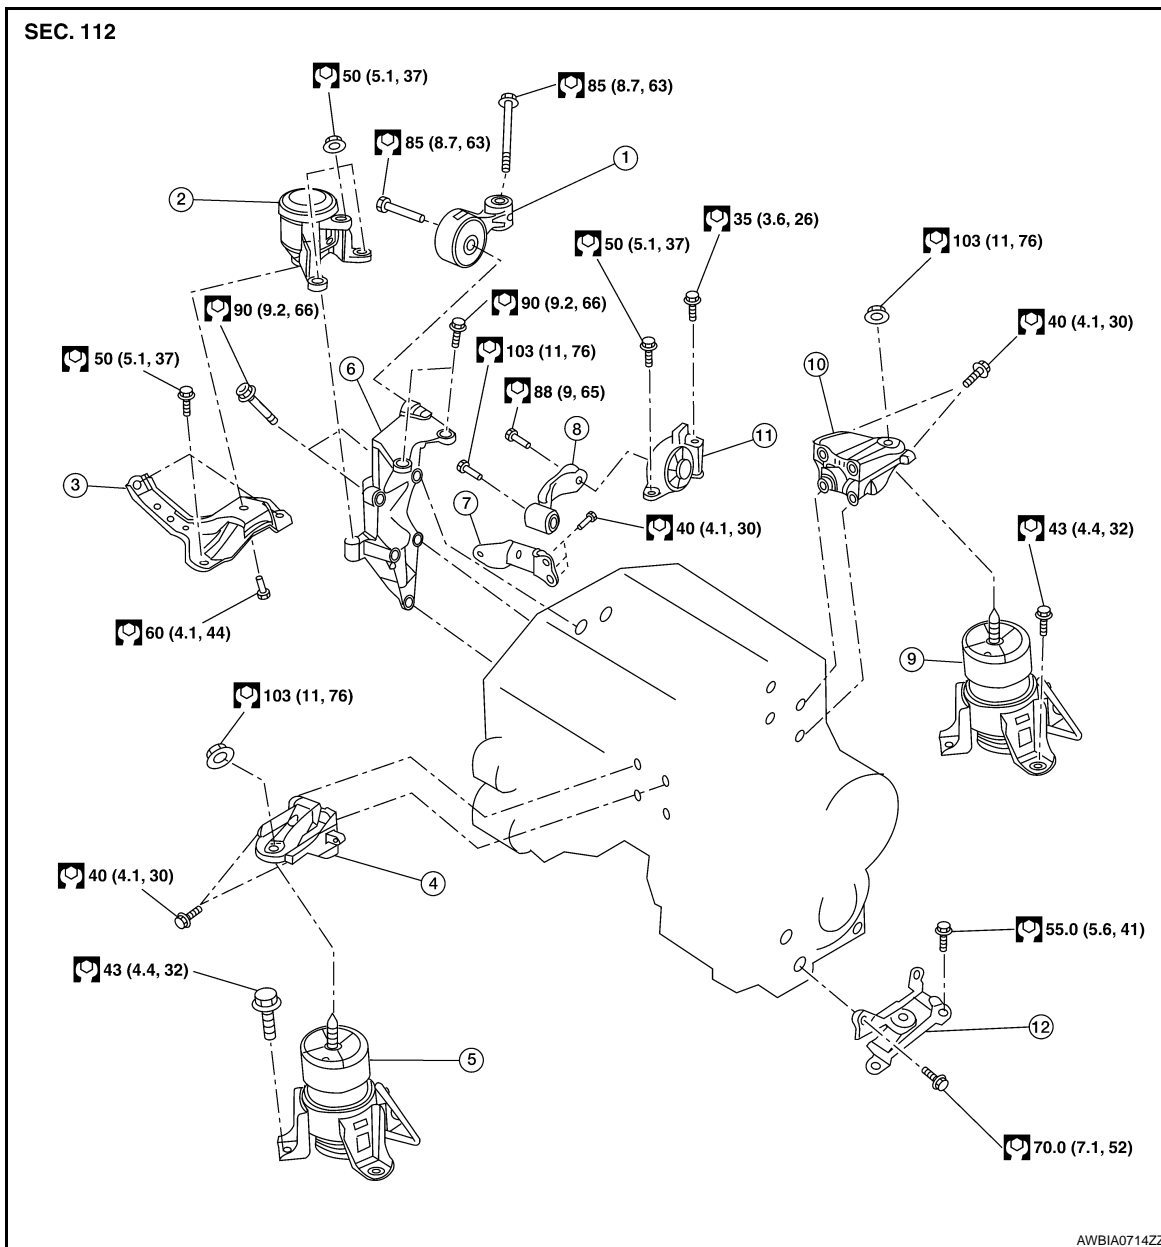 SEC. 112
50 (5.1, 37)
85 (8.7, 63)
85 (8.7, 63)
1
2
35 (3.6, 26)
50 (5.1, 37)
103 (11, 76)
90 (9.2, 66)
90 (9.2, 66)
40 (4.1, 30)
50 (5.1, 37)
103 (11, 76)
6
10
88 (9, 65)
8
11
3
7
40 (4.1, 30)
43 (4.4, 32)
60 (4.1, 44)
9
103 (11, 76)
40 (4.1, 30)
4
55.0 (5.6, 41)
43 (4.4, 32)
12
5
70.0 (7.1, 52)
AWBIA0714ZZ